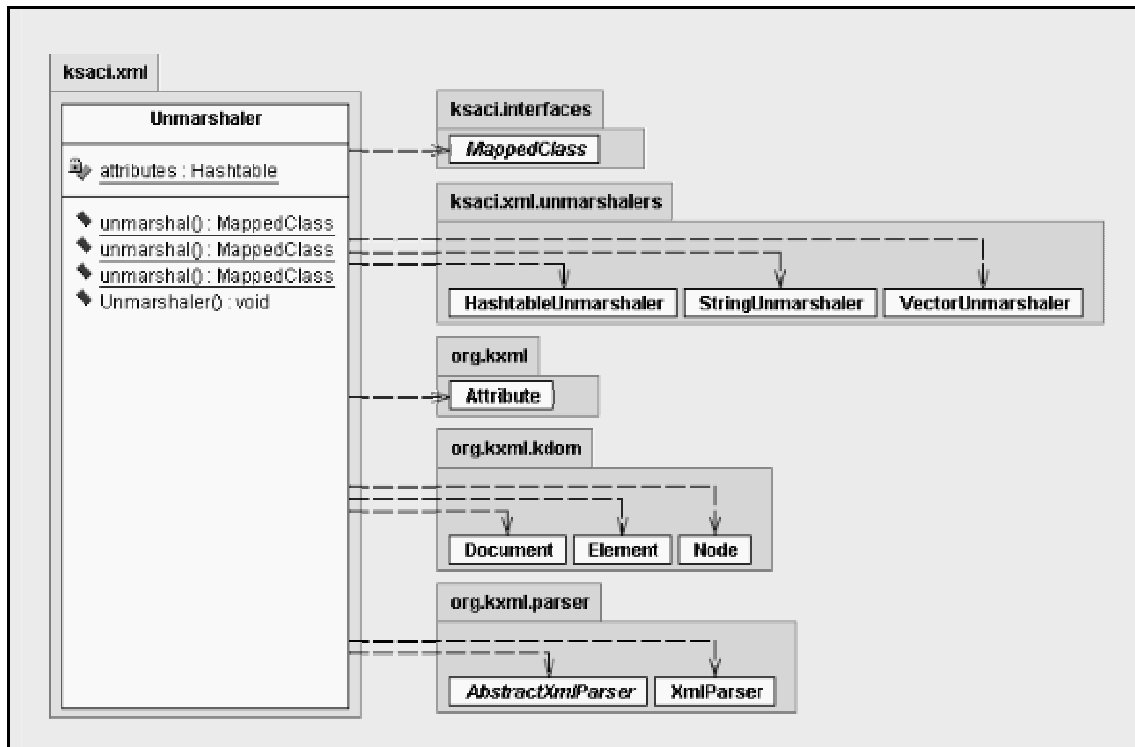 ksaci.xml
Unmarshaler
attributes : Hashtable
unmarshal() : MappedClass
unmarshal() : MappedClass
unmarshal() : MappedClass
Unmarshaler() : void
ksaci.interfaces
MappedClass
ksaci.xml.unmarshalers
HashtableUnmarshaler StringUnmarshaler VectorUnmarshaler
org.kxml
Attribute
org.kxml.kdom
Document Element Node
org.kxml.parser
AbstractXmlParser XmlParser